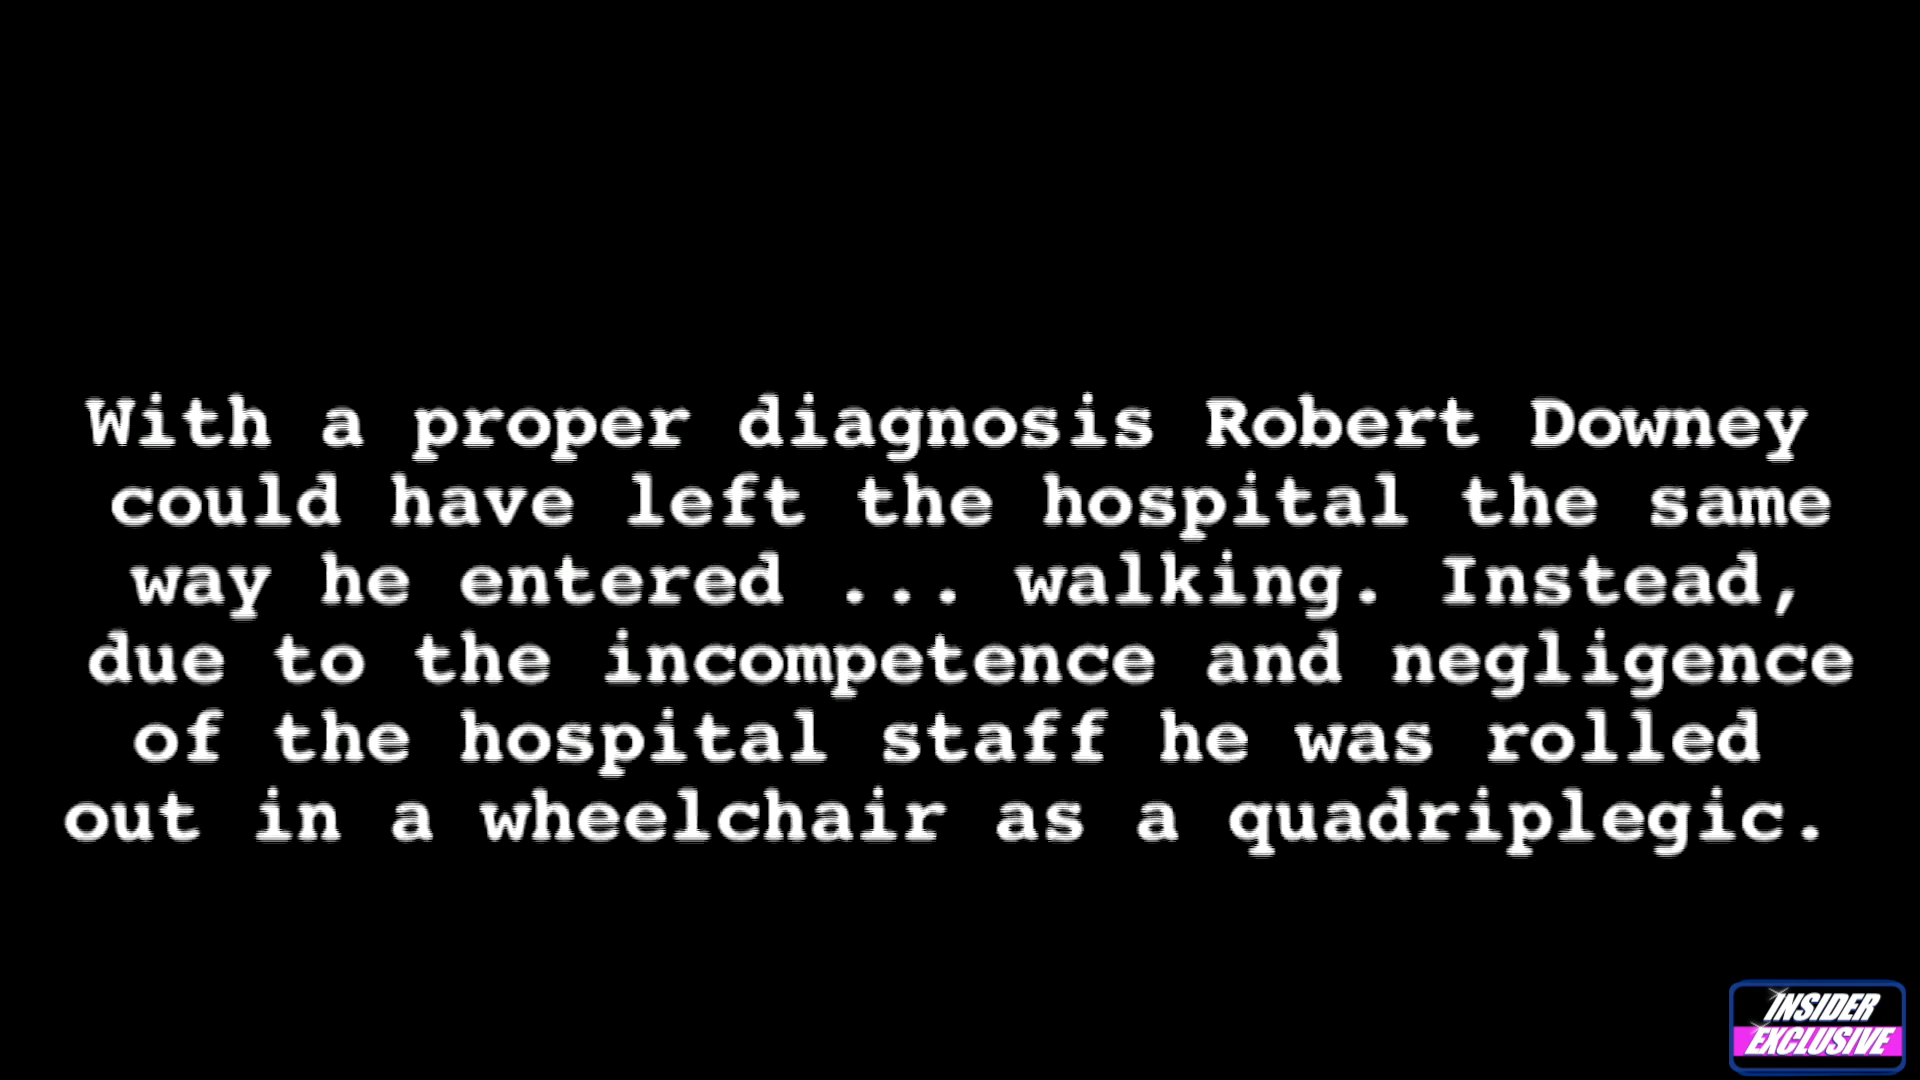 With a proper diagnosis Robert Downey
could have left the hospital the same
way he entered ... walking. Instead,
due to the incompetence and negligence
of the hospital staff he was rolled
out in a wheelchair as a quadriplegic.
INSIDER
EXCLUSIVE